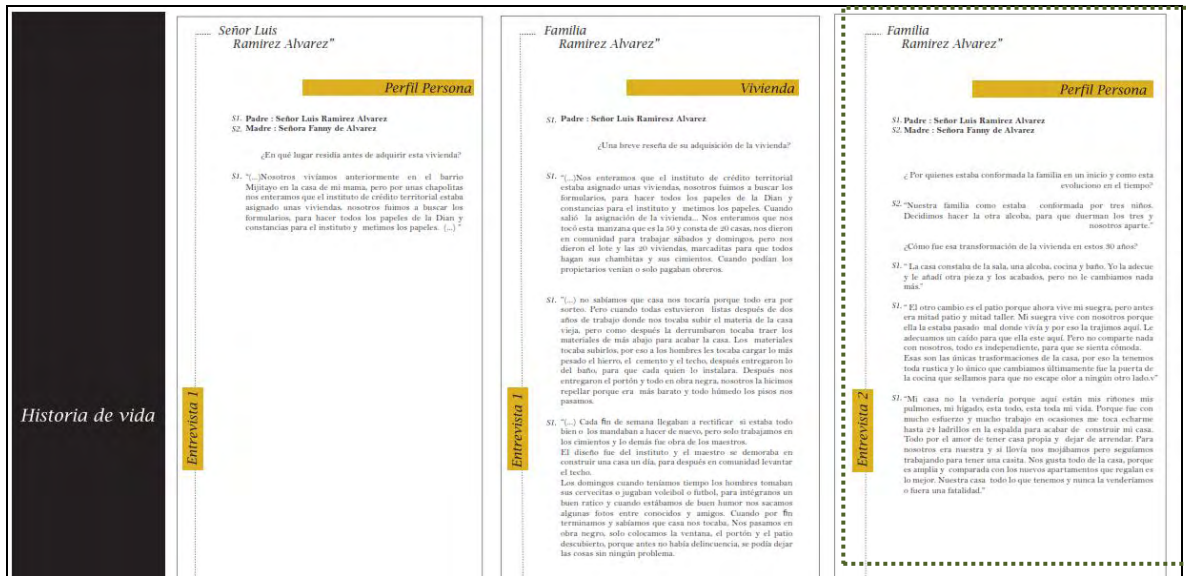 Historia de vida
Señor Luis
Ramirez Alvarez”
Perfil Persona
S1. Padre : Señor Luis Ramirez Alvarez
S2. Madre : Señora Fanny de Alvarez
¿En qué lugar residía antes de adquirir esta vivienda?
S1. “(...)Nosotros vivíamos anteriormente en el barrio
Mijitayo en la casa de mi mama, pero por unas chapolitas
nos enteramos que el instituto de crédito territorial estaba
asignado unas viviendas, nosotros fuimos a buscar los
formularios, para hacer todos los papeles de la Dian y
constancias para el instituto y metimos los papeles. (...) ”
Entrevista 1
Familia
Ramirez Alvarez”
Vivienda
S1. Padre : Señor Luis Ramiresz Alvarez
¿Una breve reseña de su adquisición de la vivienda?
S1. “(...)Nos enteramos que el instituto de crédito territorial
estaba asignado unas viviendas, nosotros fuimos a buscar los
formularios, para hacer todos los papeles de la Dian y
constancias para el instituto y metimos los papeles. Cuando
salió la asignación de la vivienda... Nos enteramos que nos
tocó esta manzana que es la 50 y consta de 20 casas, nos dieron
en comunidad para trabajar sábados y domingos, pero nos
dieron el lote y las 20 viviendas, marcaditas para que todos
hagan sus chambitas y sus cimientos. Cuando podían los
propietarios venían o solo pagaban obreros.
S1. “(...) no sabíamos que casa nos tocaría porque todo era por
sorteo. Pero cuando todas estuvieron listas después de dos
años de trabajo donde nos tocaba subir el materia de la casa
vieja, pero como después la derrumbaron tocaba traer los
materiales de más abajo para acabar la casa. Los materiales
tocaba subirlos, por eso a los hombres les tocaba cargar lo más
pesado el hierro, el cemento y el techo, después entregaron lo
del baño, para que cada quien lo instalara. Después nos
entregaron el portón y todo en obra negra, nosotros la hicimos
repellar porque era más barato y todo húmedo los pisos nos
pasamos.
S1. “(...) Cada fin de semana llegaban a rectificar si estaba todo
bien o los mandaban a hacer de nuevo, pero solo trabajamos en
los cimientos y lo demás fue obra de los maestros.
El diseño fue del instituto y el maestro se demoraba en
construir una casa un día, para después en comunidad levantar
el techo.
Los domingos cuando teníamos tiempo los hombres tomaban
sus cervecitas o jugaban voleibol o futbol, para intégranos un
buen ratico y cuando estábamos de buen humor nos sacamos
algunas fotos entre conocidos y amigos. Cuando por fin
terminamos y sabíamos que casa nos tocaba. Nos pasamos en
obra negra, solo colocamos la ventana, el portón y el patio
descubierto, porque antes no había delincuencia, se podía dejar
las cosas sin ningún problema.
Entrevista 1
Familia
Ramirez Alvarez”
Perfil Persona
S1. Padre : Señor Luis Ramirez Alvarez
S2. Madre : Señora Fanny de Alvarez
¿ Por quienes estaba conformada la familia en un inicio y como esta
evoluciono en el tiempo?
S2. “Nuestra familia como estaba conformada por tres niños.
Decidimos hacer la otra alcoba, para que duerman los tres y
nosotros aparte.”
¿Cómo fue esa transformación de la vivienda en estos 30 años?
S1. “ La casa constaba de la sala, una alcoba, cocina y baño. Yo la adecue
y le añadí otra pieza y los acabados, pero no le cambiamos nada
más.”
S1. “ El otro cambio es el patio porque ahora vive mi suegra, pero antes
era mitad patio y mitad taller. Mi suegra vive con nosotros porque
ella la estaba pasado mal donde vivía y por eso la trajimos aquí. Le
adecuamos un caído para que ella este aquí. Pero no comparte nada
con nosotros, todo es independiente, para que se sienta cómoda.
Esas son las únicas trasformaciones de la casa, por eso la tenemos
toda rustica y lo único que cambiamos últimamente fue la puerta de
la cocina que sellamos para que no escape olor a ningún otro lado.v”
S1. “Mi casa no la vendería porque aquí están mis riñones mis
pulmones, mi hígado, esta todo, esta toda mi vida. Porque fue con
mucho esfuerzo y mucho trabajo en ocasiones me toca echarme
hasta 24 ladrillos en la espalda para acabar de construir mi casa.
Todo por el amor de tener casa propia y dejar de arrendar. Para
nosotros era nuestra y si llovía nos mojábamos pero seguíamos
trabajando para tener una casita. Nos gusta todo de la casa, porque
es amplia y comparada con los nuevos apartamentos que regalan es
lo mejor. Nuestra casa todo lo que tenemos y nunca la venderíamos
o fuera una fatalidad.”
Entrevista 2